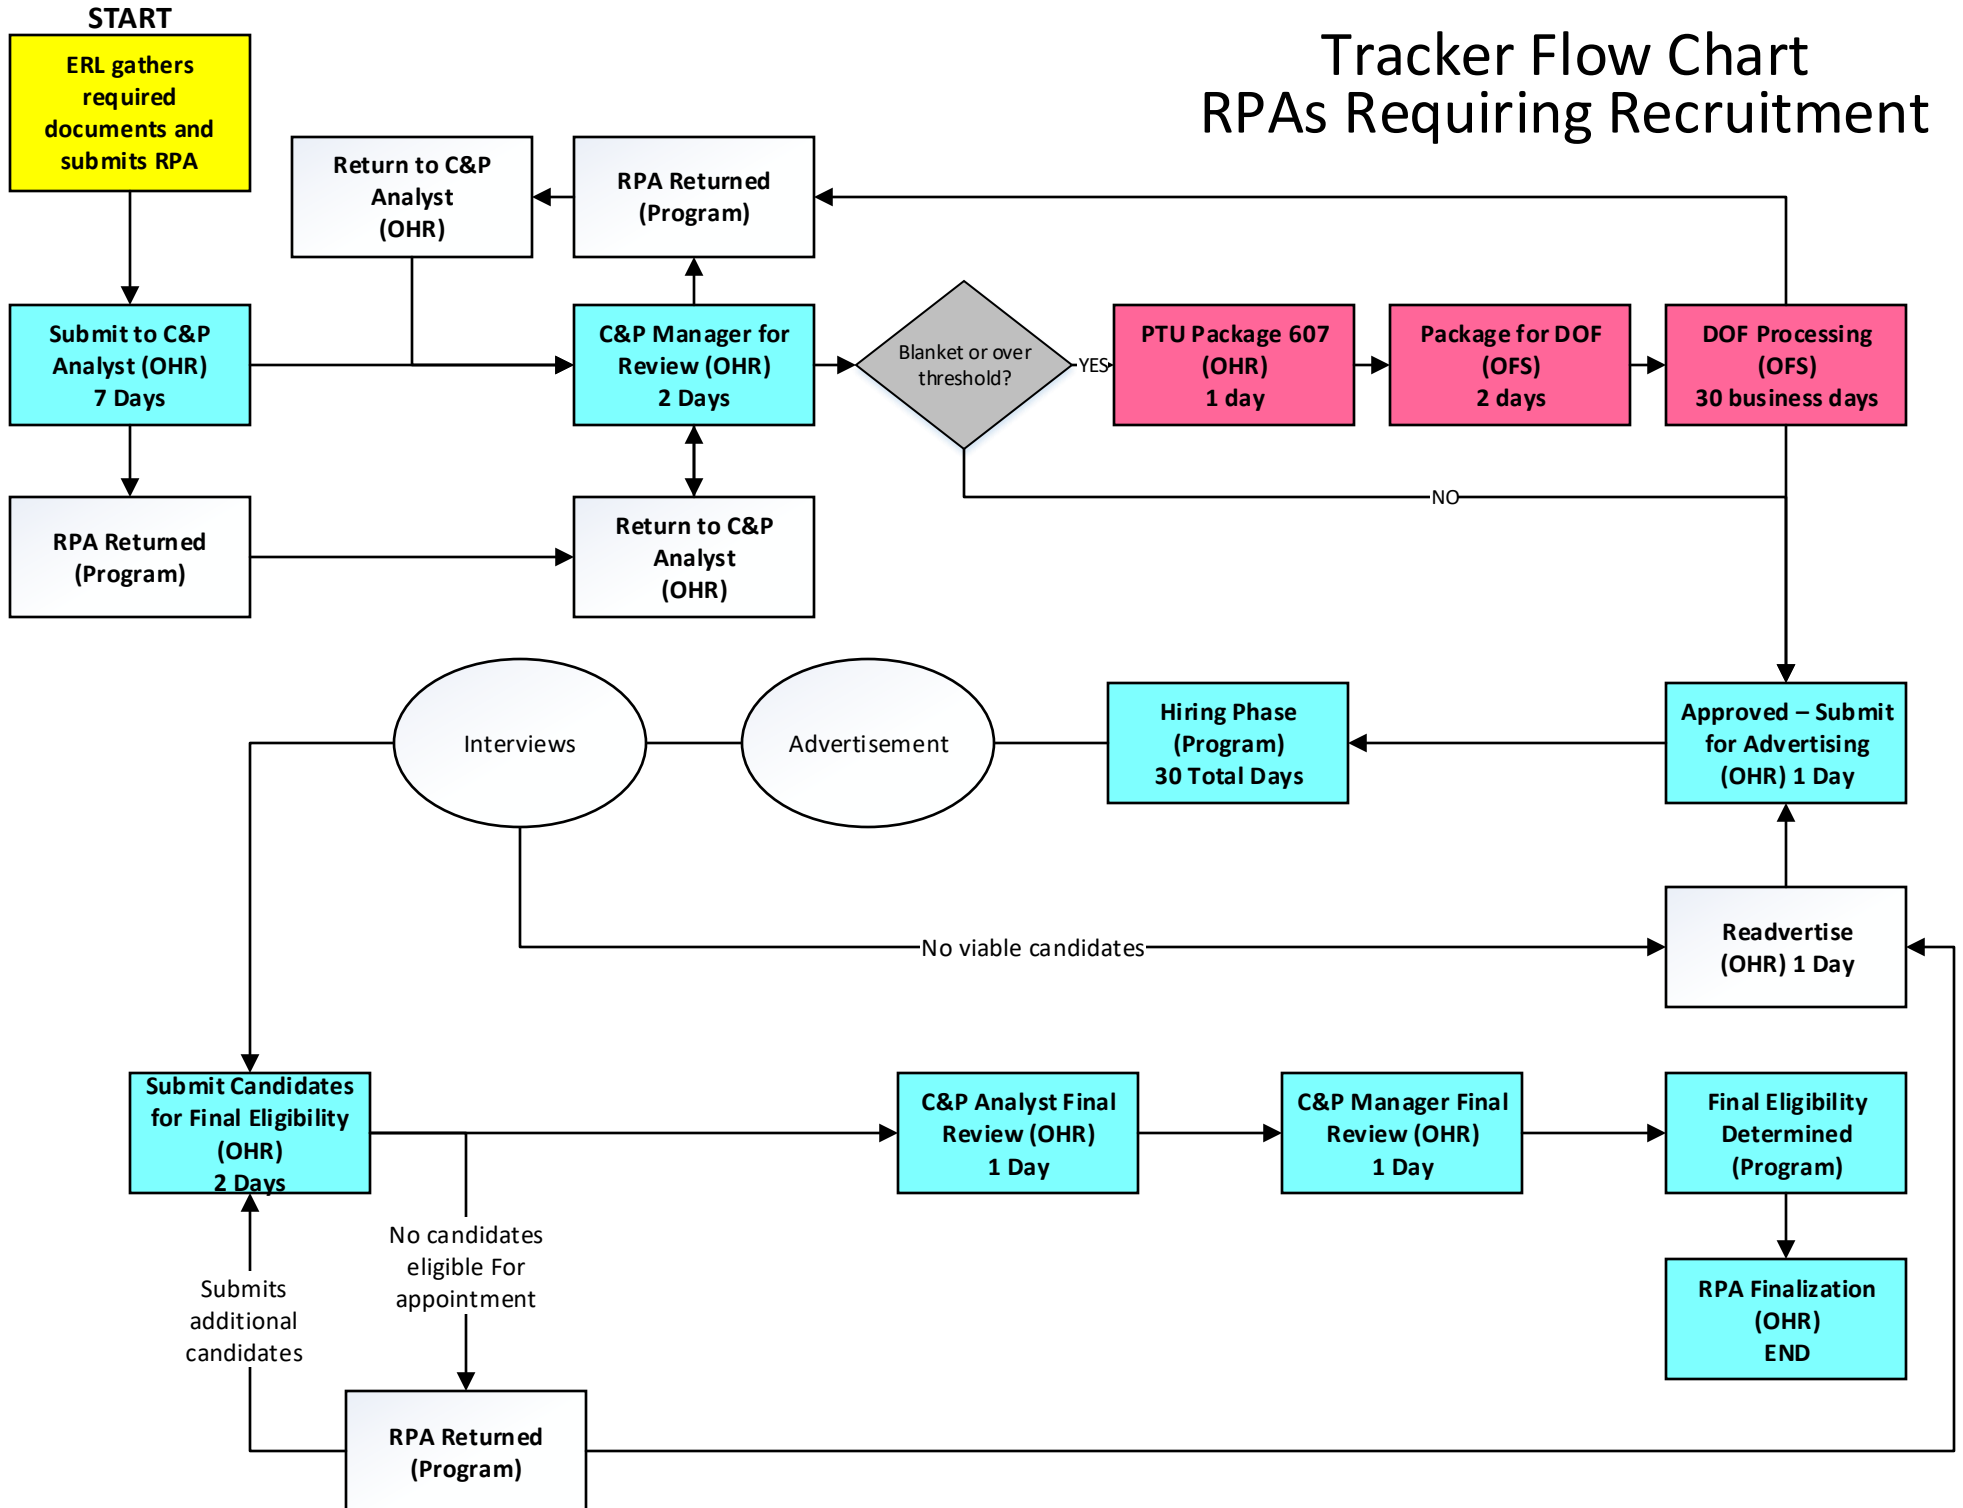 START
Tracker Flow Chart
RPAs Requiring Recruitment
ERL gathers
required
documents and
submits RPA
Return to C&P
Analyst
(OHR)
RPA Returned
(Program)
Submit to C&P
Analyst (OHR)
7 Days
C&P Manager for
Review (OHR)
2 Days
Blanket or over
threshold?
YES
PTU Package 607
(OHR)
1 day
Package for DOF
(OFS)
2 days
DOF Processing
(OFS)
30 business days
NO
RPA Returned
(Program)
Return to C&P
Analyst
(OHR)
Interviews
Advertisement
Hiring Phase
(Program)
30 Total Days
Approved – Submit
for Advertising
(OHR) 1 Day
No viable candidates
Readvertise
(OHR) 1 Day
Submit Candidates
for Final Eligibility
(OHR)
2 Days
C&P Analyst Final
Review (OHR)
1 Day
C&P Manager Final
Review (OHR)
1 Day
Final Eligibility
Determined
(Program)
No candidates
eligible For
appointment
Submits
additional
candidates
RPA Finalization
(OHR)
END
RPA Returned
(Program)